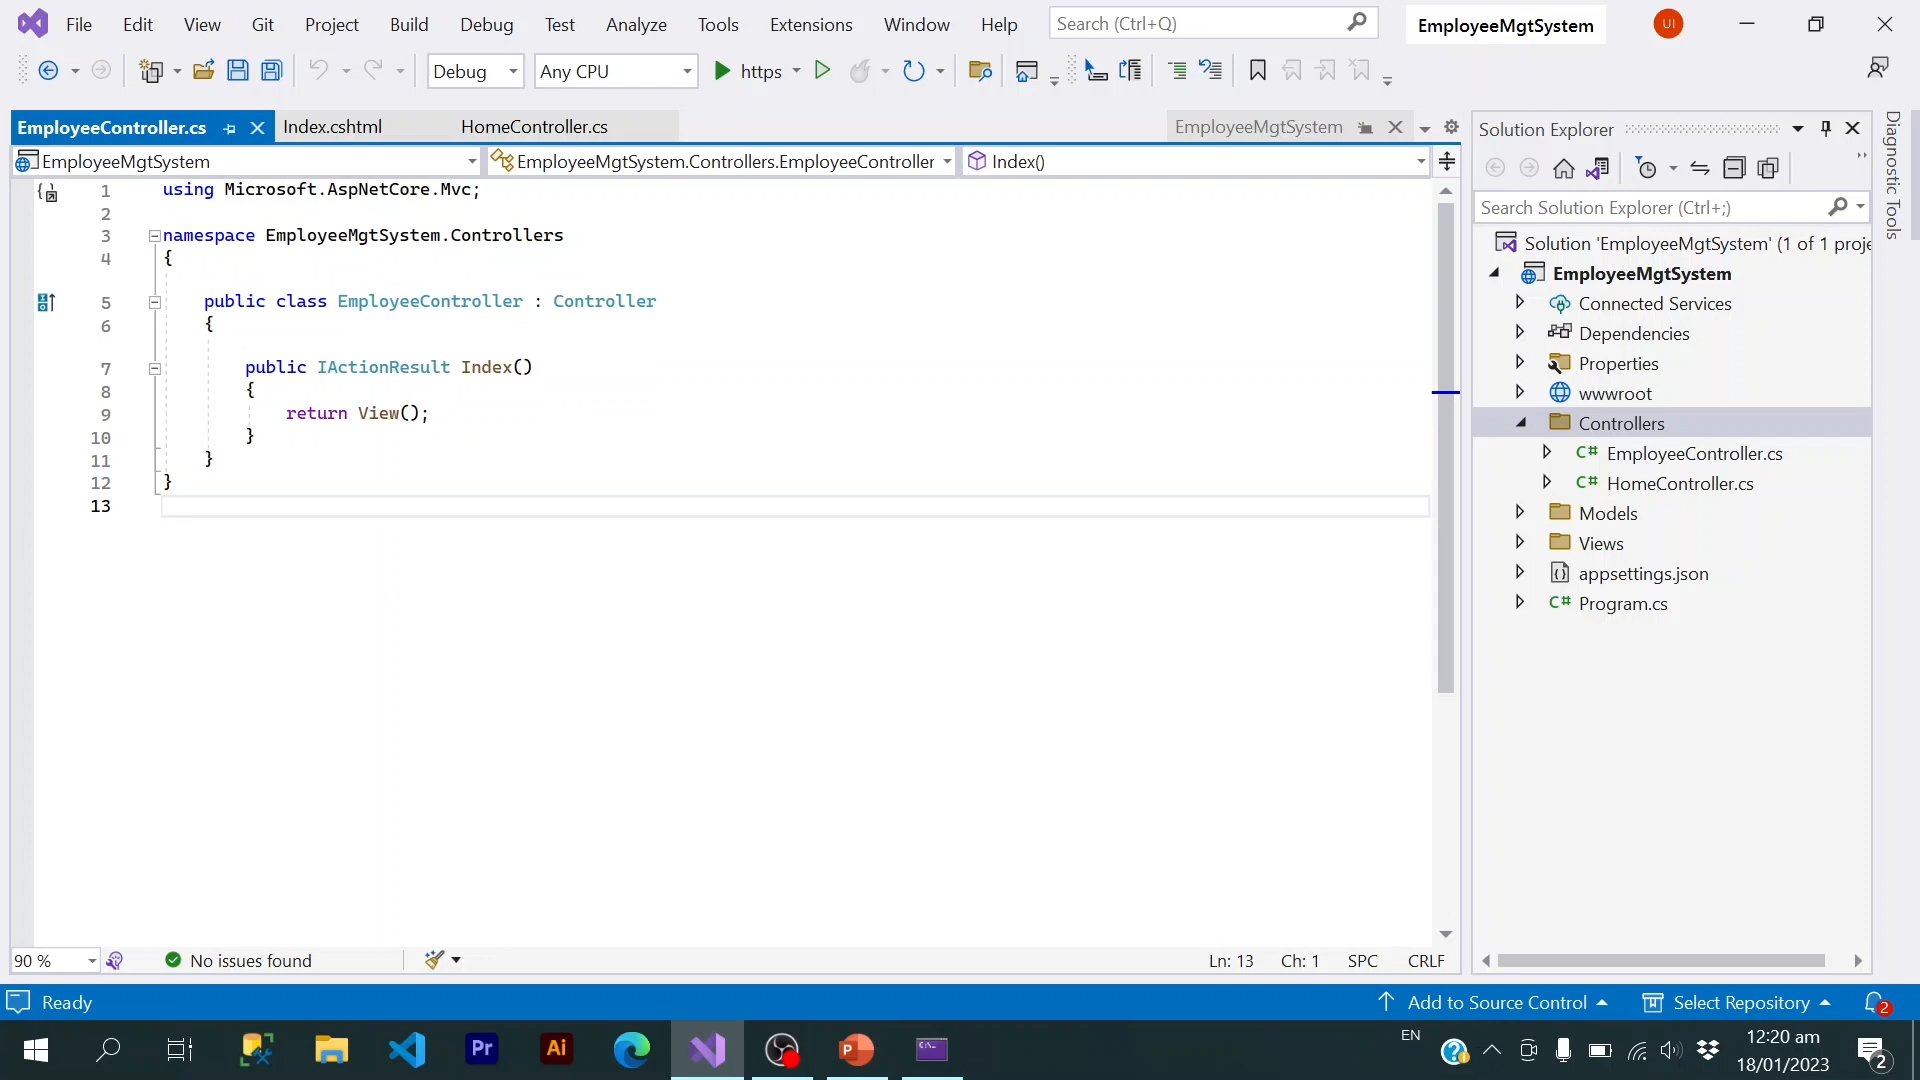 File Edit View Git Project Build Debug Test Analyze Tools Extensions Window Help Search (Ctrl+Q) EmployeeMgtSystem UI
Debug Any CPU https
EmployeeController.cs Index.cshtml HomeController.cs EmployeeMgtSystem
EmployeeMgtSystem EmployeeMgtSystem.Controllers.EmployeeController Index()
1 using Microsoft.AspNetCore.Mvc;
2
3 namespace EmployeeMgtSystem.Controllers
4 {
5 public class EmployeeController : Controller
6 {
7 public IActionResult Index()
8 {
9 return View();
10 }
11 }
12 }
13
90 % No issues found Ln: 13 Ch: 1 SPC CRLF
Solution Explorer
Search Solution Explorer (Ctrl+;)
Solution 'EmployeeMgtSystem' (1 of 1 proje
EmployeeMgtSystem
Connected Services
Dependencies
Properties
wwwroot
Controllers
C# EmployeeController.cs
C# HomeController.cs
Models
Views
appsettings.json
C# Program.cs
Diagnostic Tools
Ready Add to Source Control Select Repository 2
Pr Ai P C:\_ EN 12:20 am
18/01/2023 2